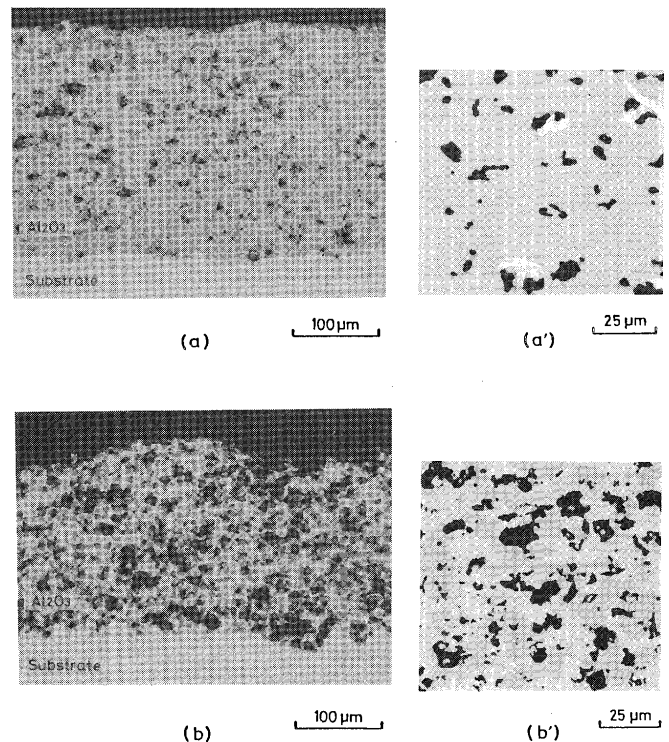 Al₂O₃
Substrate
100 µm
(a)
25 µm
(a')
Al₂O₃
Substrate
100 µm
(b)
25 µm
(b')